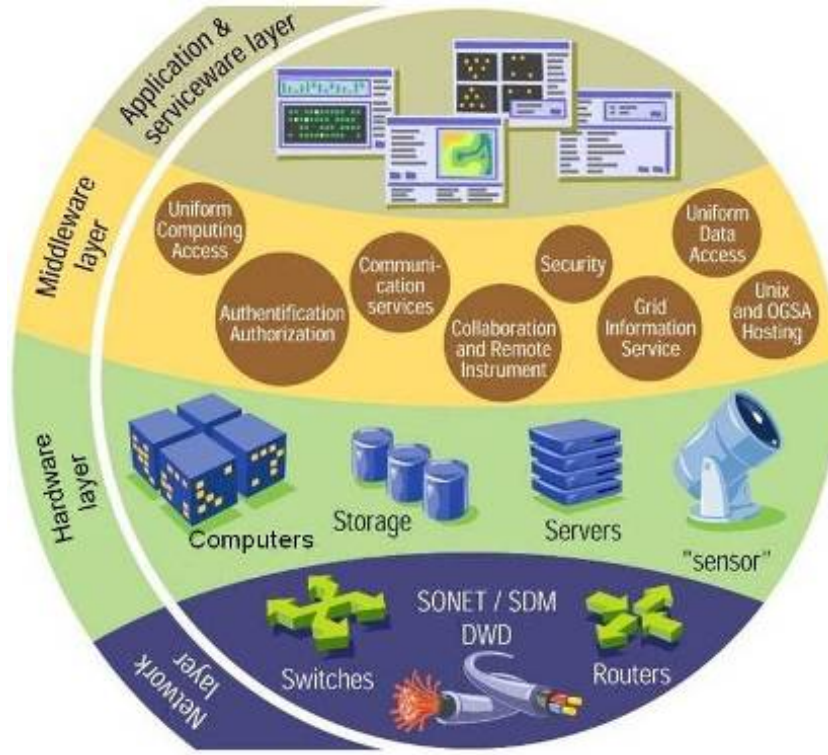 Application &
serviceware layer
Middleware
layer
Uniform
Computing
Access
Authentification
Authorization
Communi-
cation
services
Collaboration
and Remote
Instrument
Security
Grid
Information
Service
Uniform
Data
Access
Unix
and OGSA
Hosting
Hardware
layer
Computers
Storage
Servers
"sensor"
Network
layer
Switches
SONET / SDM
DWD
Routers